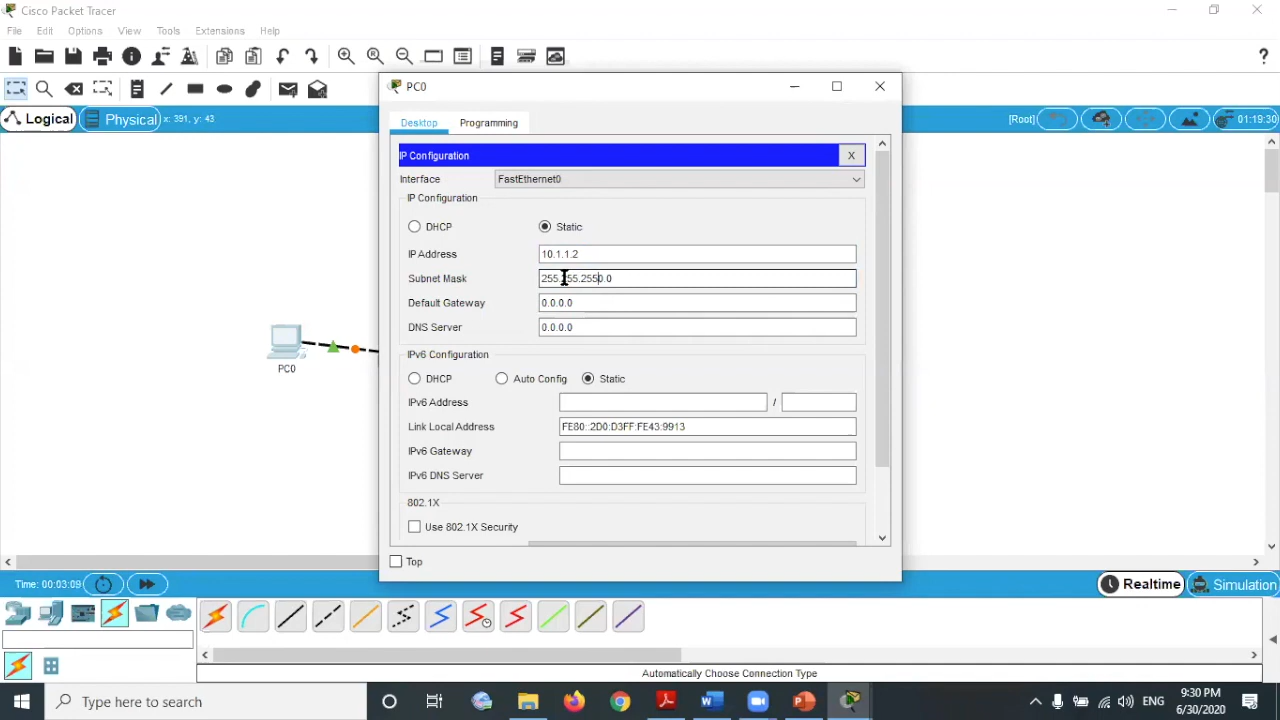 Cisco Packet Tracer
File Edit Options View Tools Extensions Help
?
Logical Physical x: 391, y: 43 [Root] 01:19:30
PC0
Desktop Programming
IP Configuration X
Interface FastEthernet0
IP Configuration
DHCP Static
IP Address 10.1.1.2
Subnet Mask 255.255.2550.0
Default Gateway 0.0.0.0
DNS Server 0.0.0.0
PC0
IPv6 Configuration
DHCP Auto Config Static
IPv6 Address /
Link Local Address FE80::2D0:D3FF:FE43:9913
IPv6 Gateway
IPv6 DNS Server
802.1X
Use 802.1X Security
Top
Time: 00:03:09 Realtime Simulation
Automatically Choose Connection Type
Type here to search ENG 9:30 PM
6/30/2020